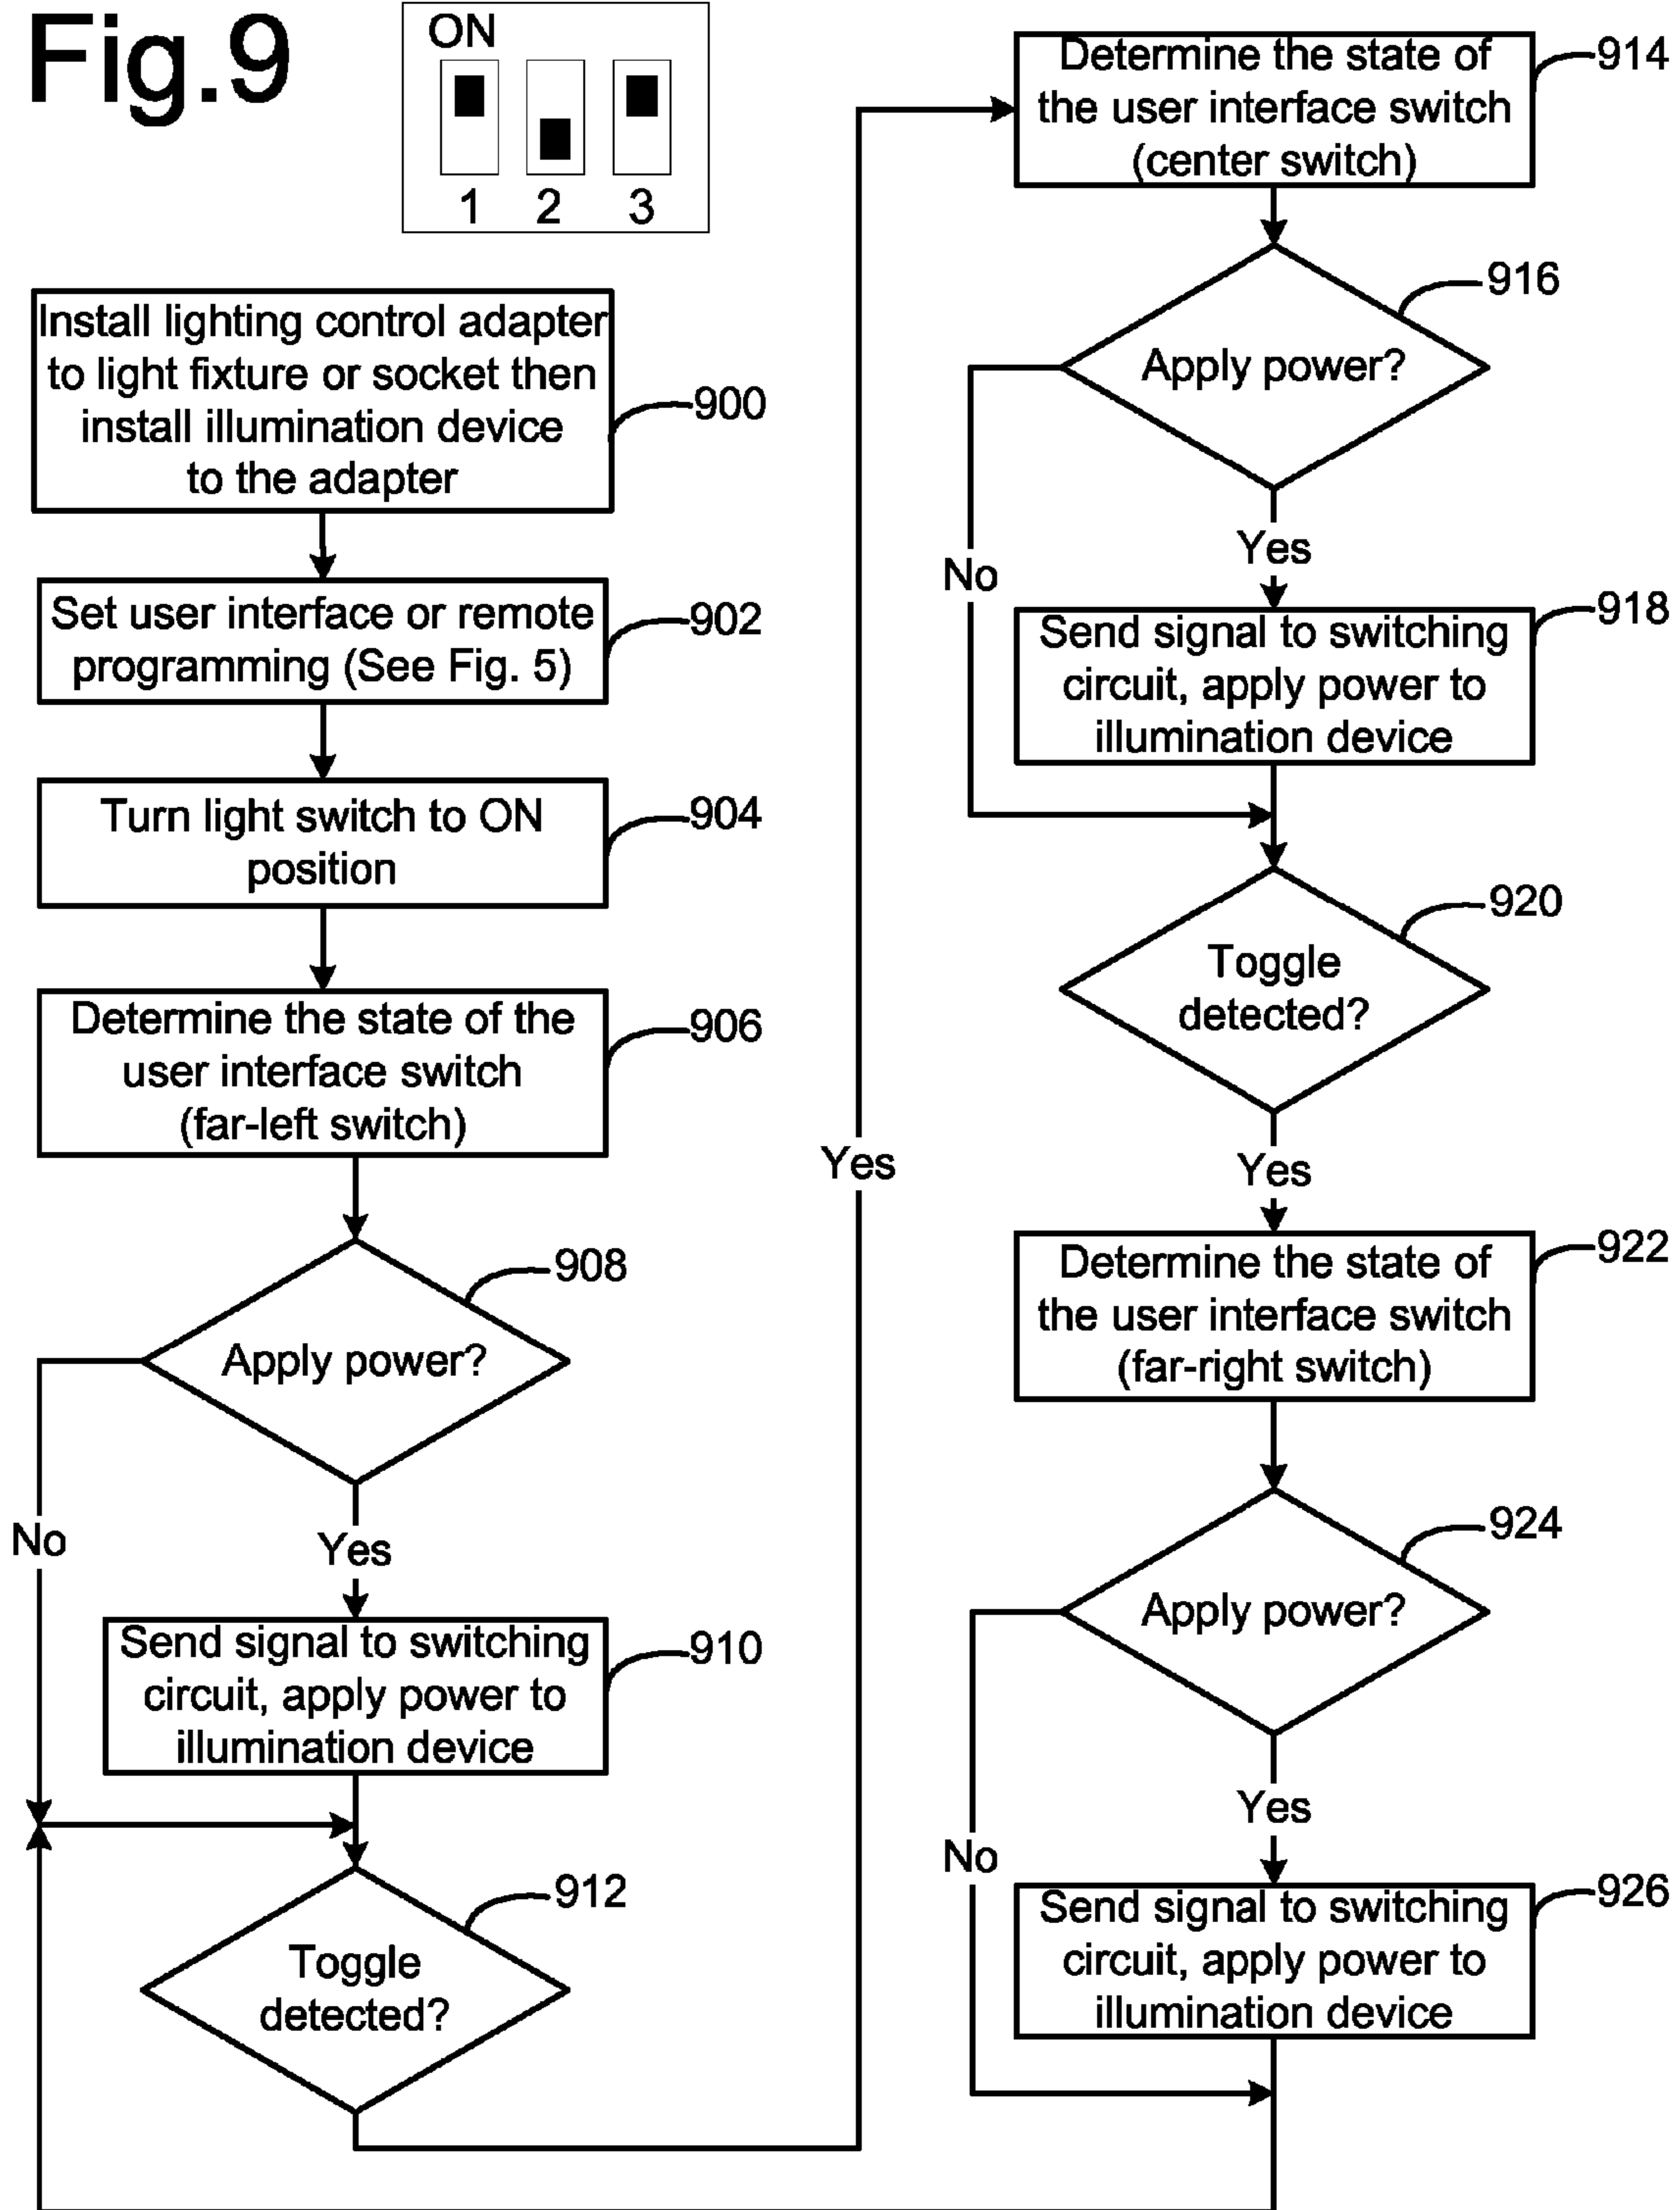 Fig.9
ON
1 2 3
Install lighting control adapter
to light fixture or socket then
install illumination device
to the adapter
900
Set user interface or remote
programming (See Fig. 5)
902
Turn light switch to ON
position
904
Determine the state of the
user interface switch
(far-left switch)
906
Apply power?
908
No
Yes
Send signal to switching
circuit, apply power to
illumination device
910
Toggle
detected?
912
Yes
Determine the state of
the user interface switch
(center switch)
914
Apply power?
916
No
Yes
Send signal to switching
circuit, apply power to
illumination device
918
Toggle
detected?
920
Yes
Determine the state of
the user interface switch
(far-right switch)
922
Apply power?
924
No
Yes
Send signal to switching
circuit, apply power to
illumination device
926